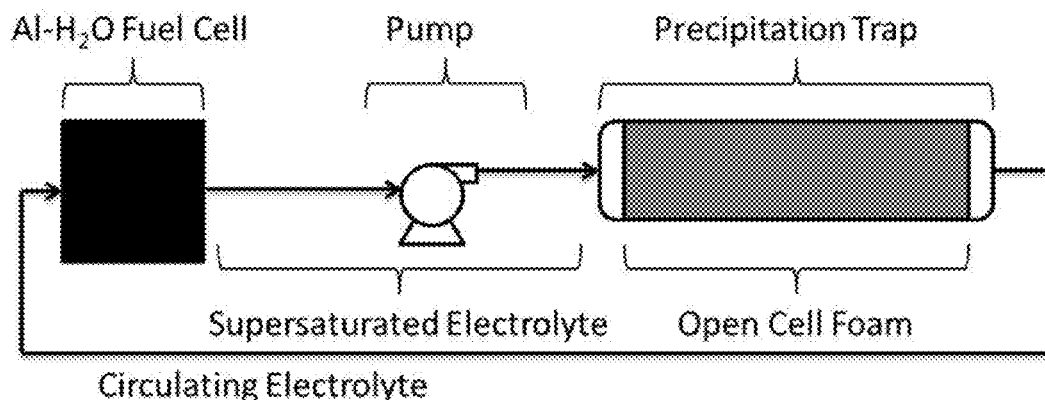 Al-H₂O Fuel Cell
Pump
Precipitation Trap
Supersaturated Electrolyte
Open Cell Foam
Circulating Electrolyte